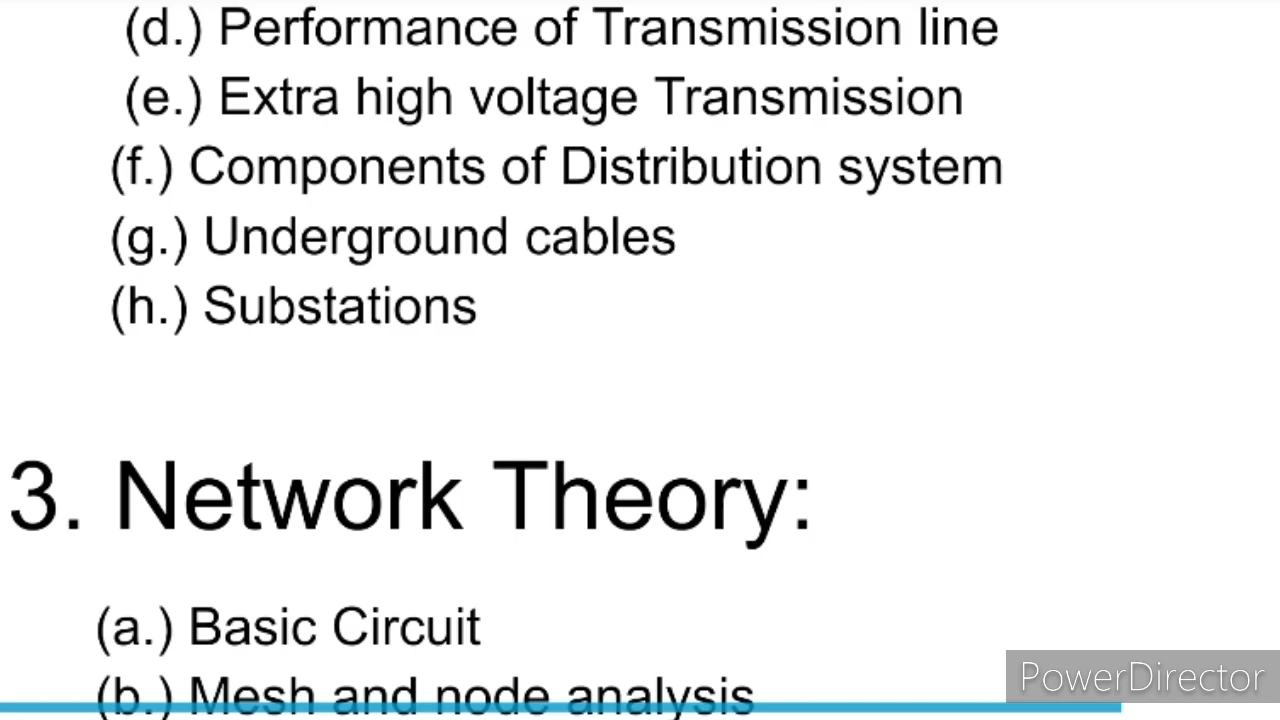 (d.) Performance of Transmission line
(e.) Extra high voltage Transmission
(f.) Components of Distribution system
(g.) Underground cables
(h.) Substations
3. Network Theory:
(a.) Basic Circuit
(b.) Mesh and node analysis
PowerDirector